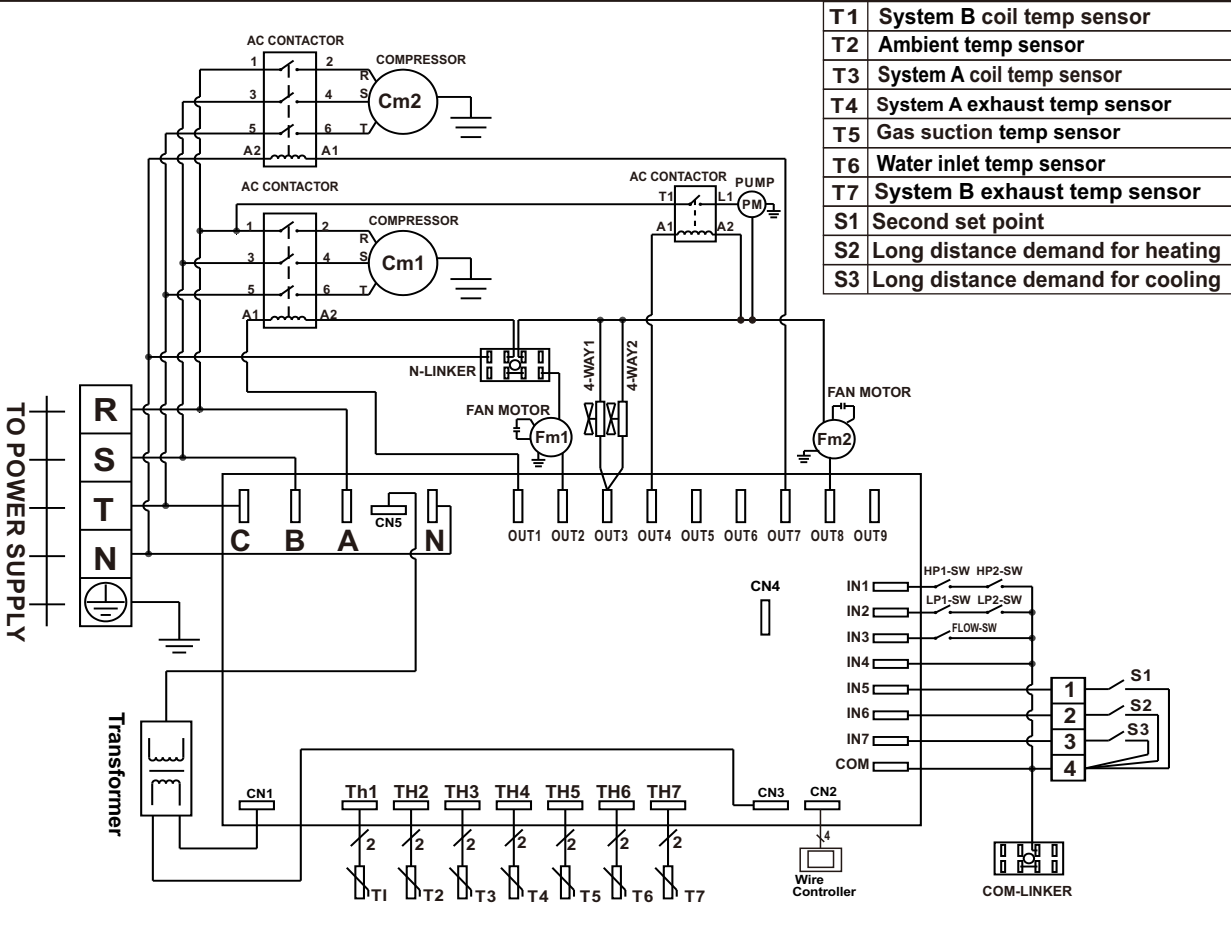 T1 System B coil temp sensor
T2 Ambient temp sensor
T3 System A coil temp sensor
T4 System A exhaust temp sensor
T5 Gas suction temp sensor
T6 Water inlet temp sensor
T7 System B exhaust temp sensor
S1 Second set point
S2 Long distance demand for heating
S3 Long distance demand for cooling
AC CONTACTOR
COMPRESSOR
1 2 R
3 4 S Cm2
5 6 T
A2 A1
AC CONTACTOR
COMPRESSOR
1 2 R
3 4 S Cm1
5 6 T
A1 A2
AC CONTACTOR
PUMP
T1 L1 PM
A1 A2
N-LINKER
4-WAY1
4-WAY2
FAN MOTOR
Fm1
FAN MOTOR
Fm2
TO POWER SUPPLY
R
S
T
N
C B A CN5 N
OUT1 OUT2 OUT3 OUT4 OUT5 OUT6 OUT7 OUT8 OUT9
CN4
IN1 HP1-SW HP2-SW
IN2 LP1-SW LP2-SW
IN3 FLOW-SW
IN4
IN5 1 S1
IN6 2 S2
IN7 3 S3
COM 4
Transformer
CN1 Th1 TH2 TH3 TH4 TH5 TH6 TH7 CN3 CN2
2 2 2 2 2 2 2 4
TI T2 T3 T4 T5 T6 T7
Wire
Controller
COM-LINKER